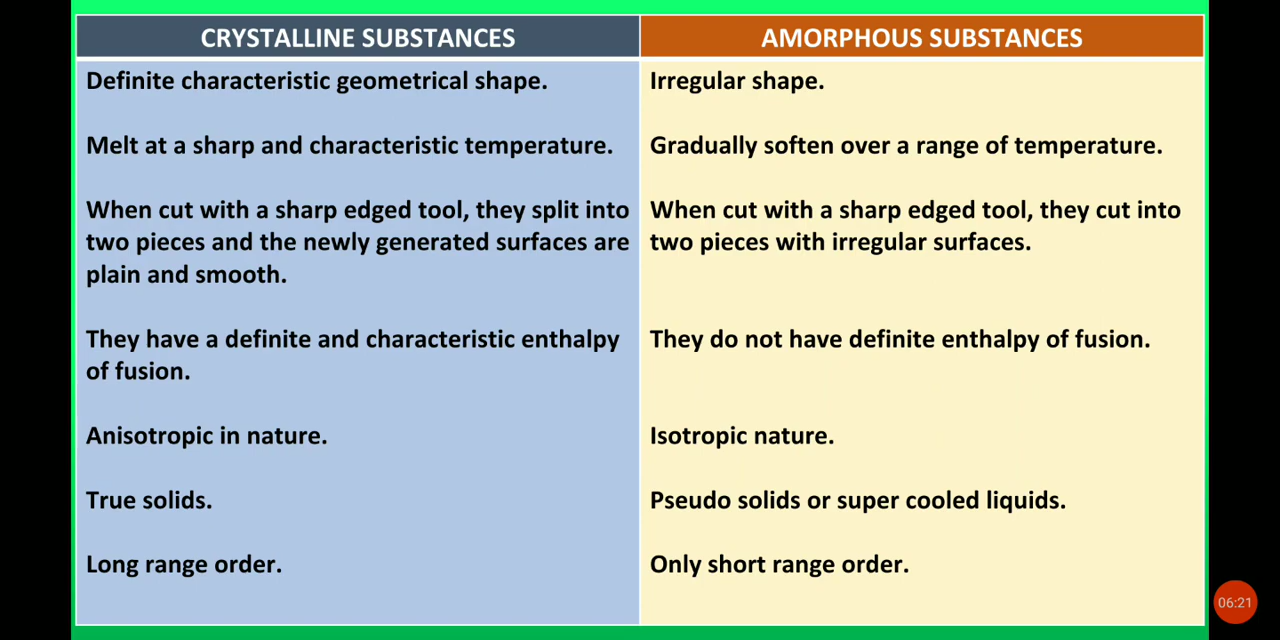 CRYSTALLINE SUBSTANCES
AMORPHOUS SUBSTANCES
Definite characteristic geometrical shape.
Irregular shape.
Melt at a sharp and characteristic temperature.
Gradually soften over a range of temperature.
When cut with a sharp edged tool, they split into
two pieces and the newly generated surfaces are
plain and smooth.
When cut with a sharp edged tool, they cut into
two pieces with irregular surfaces.
They have a definite and characteristic enthalpy
of fusion.
They do not have definite enthalpy of fusion.
Anisotropic in nature.
Isotropic nature.
True solids.
Pseudo solids or super cooled liquids.
Long range order.
Only short range order.
06:21